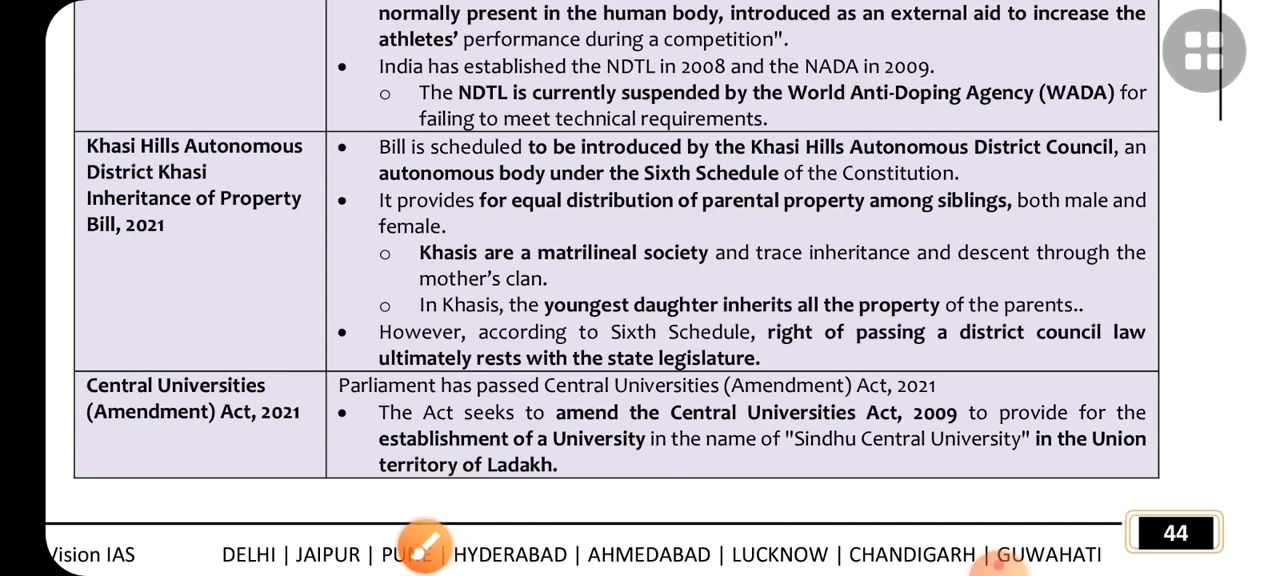 normally present in the human body, introduced as an external aid to increase the
athletes' performance during a competition".
• India has established the NDTL in 2008 and the NADA in 2009.
o The NDTL is currently suspended by the World Anti-Doping Agency (WADA) for
failing to meet technical requirements.
Khasi Hills Autonomous
District Khasi
Inheritance of Property
Bill, 2021
• Bill is scheduled to be introduced by the Khasi Hills Autonomous District Council, an
autonomous body under the Sixth Schedule of the Constitution.
• It provides for equal distribution of parental property among siblings, both male and
female.
o Khasis are a matrilineal society and trace inheritance and descent through the
mother's clan.
o In Khasis, the youngest daughter inherits all the property of the parents..
• However, according to Sixth Schedule, right of passing a district council law
ultimately rests with the state legislature.
Central Universities
(Amendment) Act, 2021
Parliament has passed Central Universities (Amendment) Act, 2021
• The Act seeks to amend the Central Universities Act, 2009 to provide for the
establishment of a University in the name of "Sindhu Central University" in the Union
territory of Ladakh.
44
Vision IAS DELHI | JAIPUR | PUNE | HYDERABAD | AHMEDABAD | LUCKNOW | CHANDIGARH | GUWAHATI